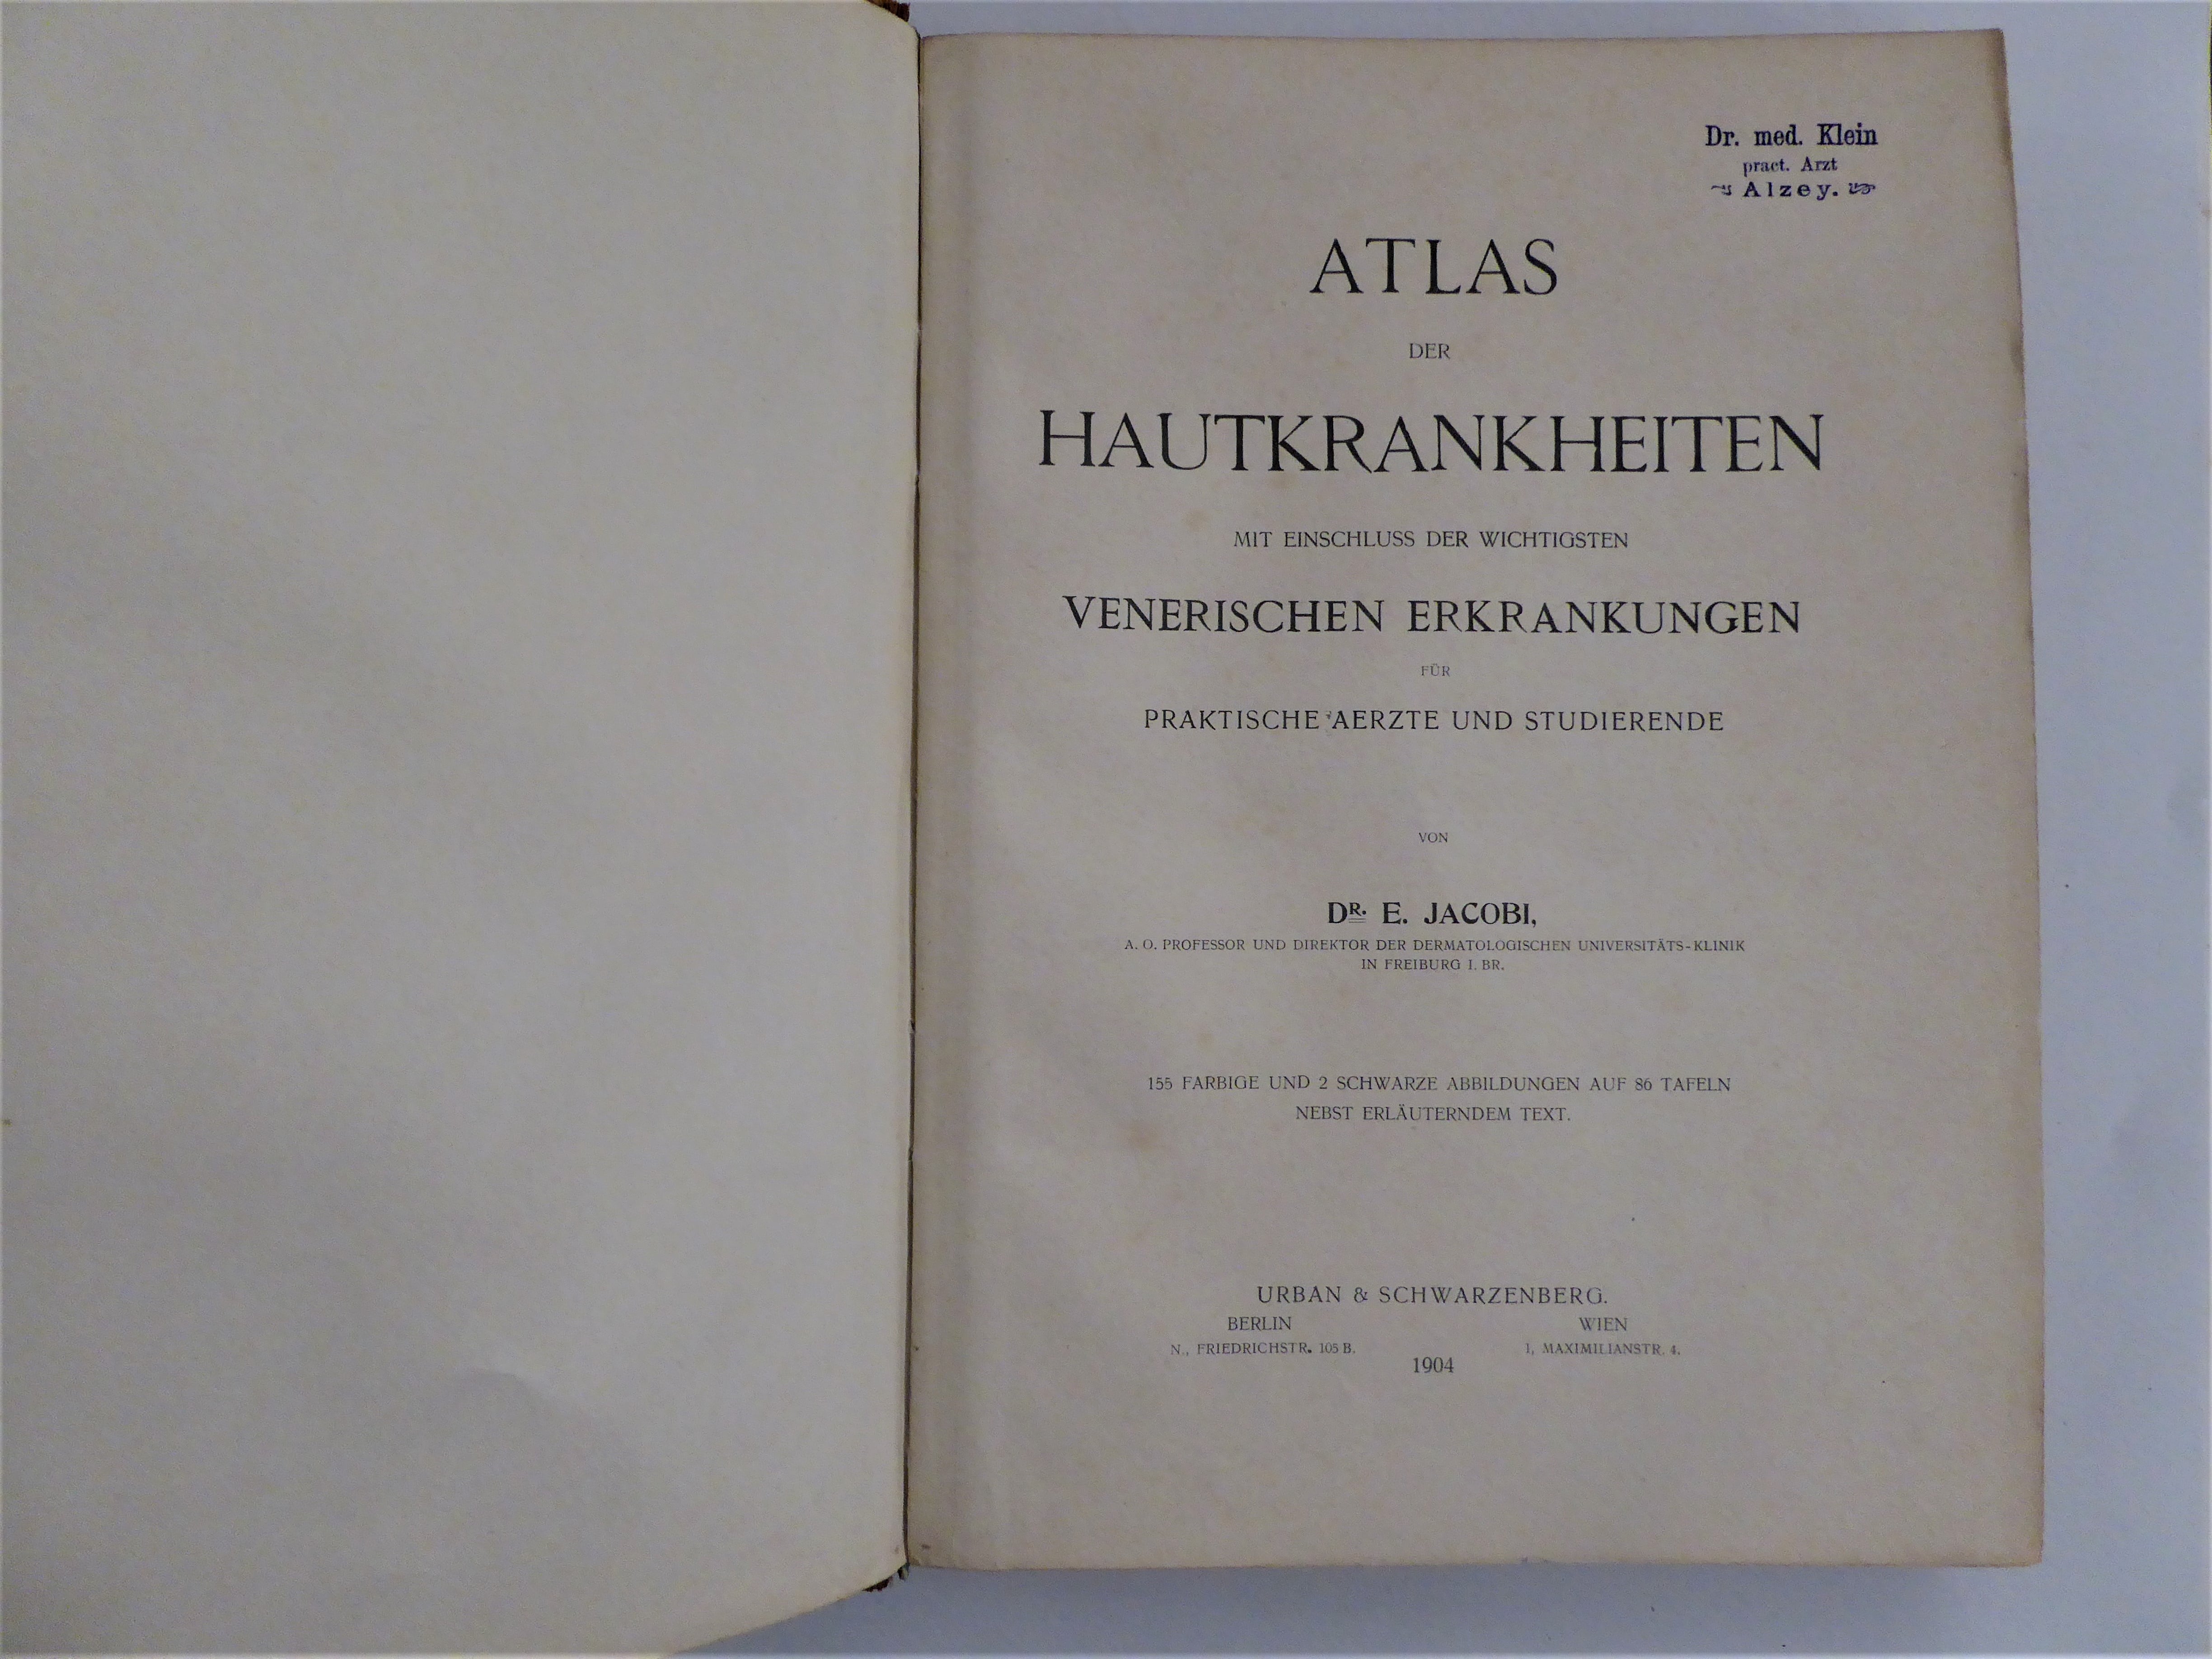 Dr. med. Klein
pract. Arzt
Alzey.
ATLAS
DER
HAUTKRANKHEITEN
MIT EINSCHLUSS DER WICHTIGSTEN
VENERISCHEN ERKRANKUNGEN
FÜR
PRAKTISCHE AERZTE UND STUDIERENDE
VON
DR. E. JACOBI,
A. O. PROFESSOR UND DIREKTOR DER DERMATOLOGISCHEN UNIVERSITÄTS-KLINIK
IN FREIBURG I. BR.
155 FARBIGE UND 2 SCHWARZE ABBILDUNGEN AUF 86 TAFELN
NEBST ERLÄUTERNDEM TEXT.
URBAN & SCHWARZENBERG.
BERLIN WIEN
N., FRIEDRICHSTR. 105 B. I, MAXIMILIANSTR. 4.
1904